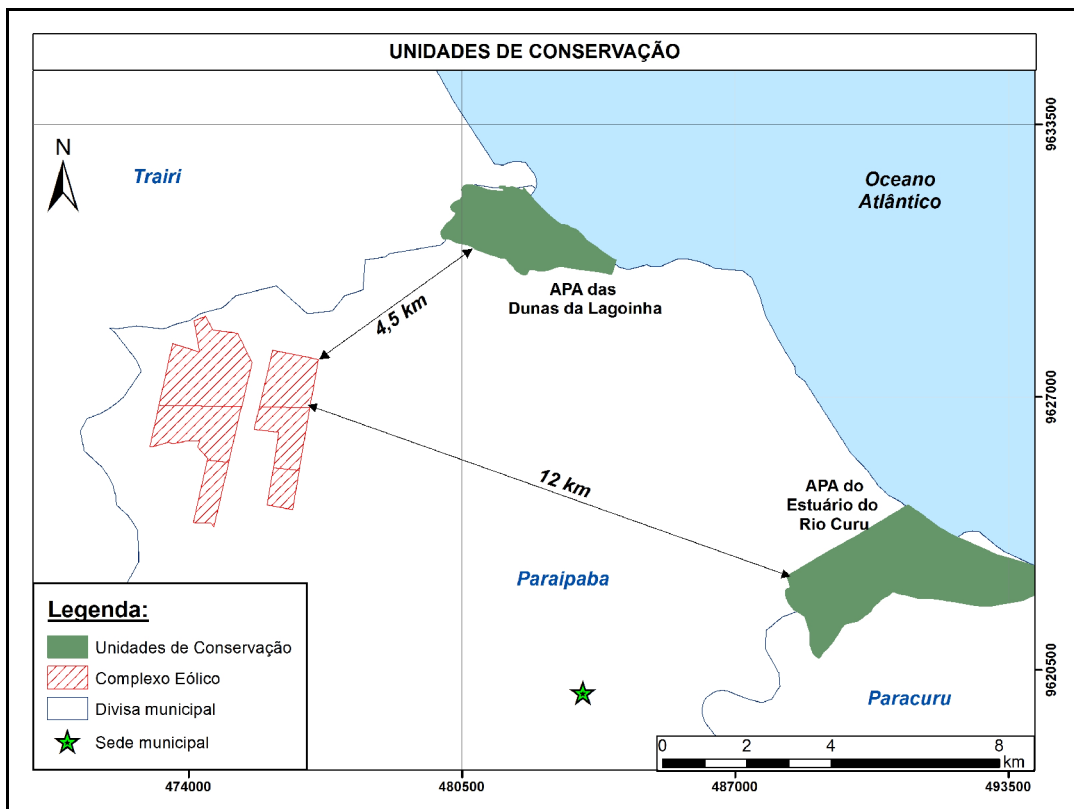 UNIDADES DE CONSERVAÇÃO
N
Trairi
Oceano
Atlântico
9633500
APA das
Dunas da Lagoinha
4,5 km
9627000
12 km
APA do
Estuário do
Rio Curu
Paraipaba
Legenda:
Unidades de Conservação
Complexo Eólico
Divisa municipal
Sede municipal
9620500
Paracuru
0 2 4 8
km
474000 480500 487000 493500